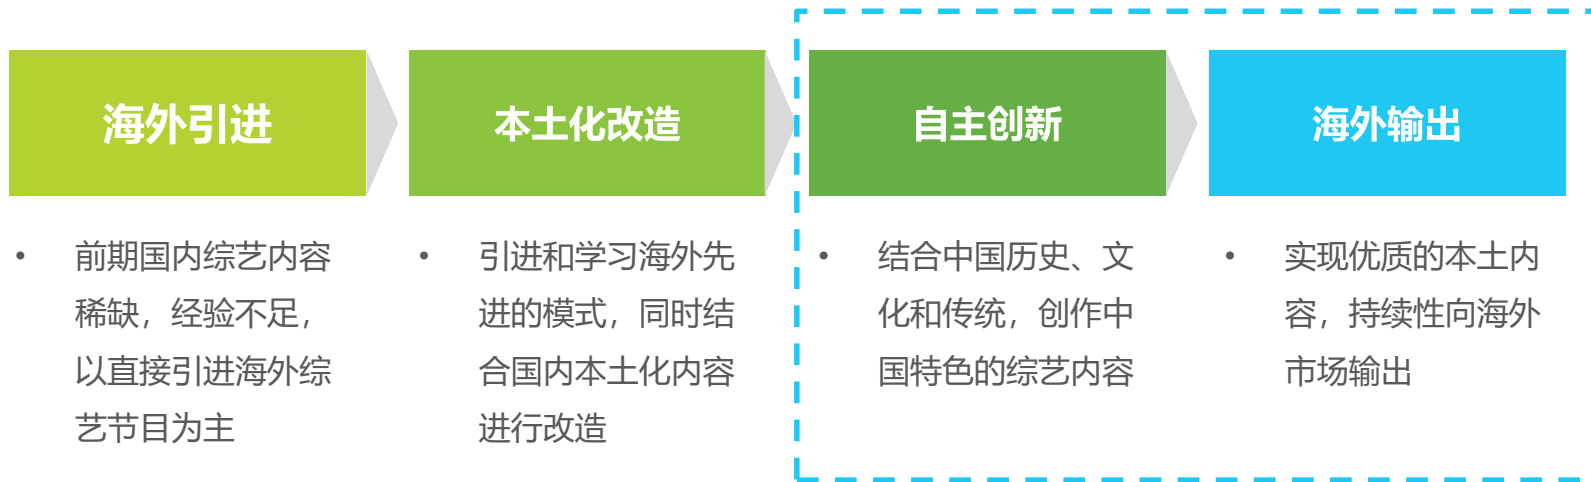 海外引进
本土化改造
自主创新
海外输出
• 前期国内综艺内容
稀缺，经验不足，
以直接引进海外综
艺节目为主
• 引进和学习海外先
进的模式，同时结
合国内本土化内容
进行改造
• 结合中国历史、文
化和传统，创作中
国特色的综艺内容
• 实现优质的本土内
容，持续性向海外
市场输出